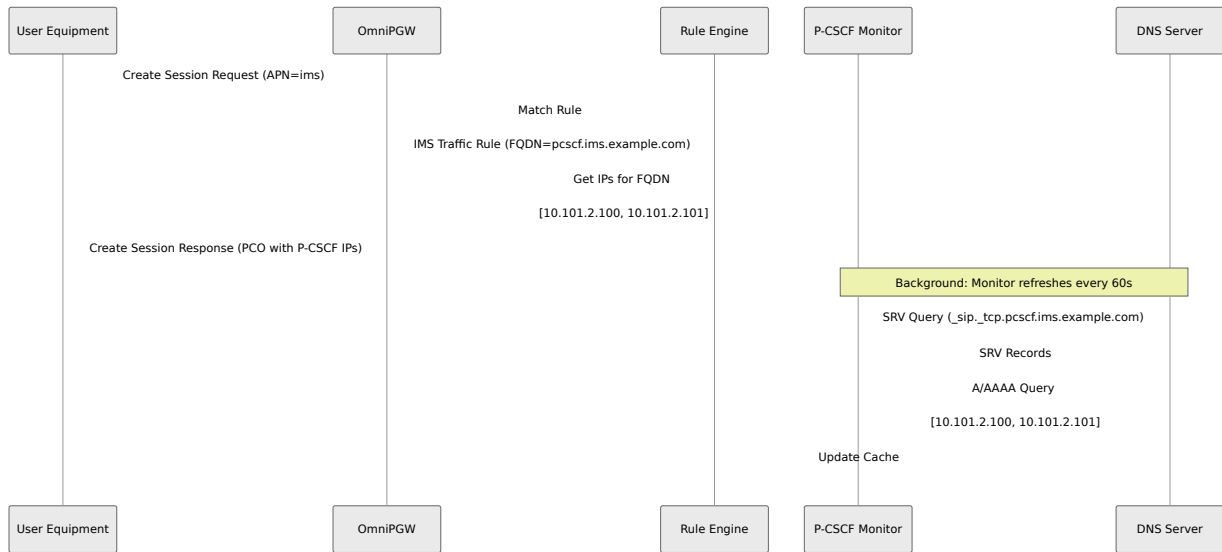 User Equipment
OmniPGW
Rule Engine
P-CSCF Monitor
DNS Server
Create Session Request (APN=ims)
Match Rule
IMS Traffic Rule (FQDN=pcscf.ims.example.com)
Get IPs for FQDN
[10.101.2.100, 10.101.2.101]
Create Session Response (PCO with P-CSCF IPs)
Background: Monitor refreshes every 60s
SRV Query (_sip._tcp.pcscf.ims.example.com)
SRV Records
A/AAAA Query
[10.101.2.100, 10.101.2.101]
Update Cache
User Equipment
OmniPGW
Rule Engine
P-CSCF Monitor
DNS Server